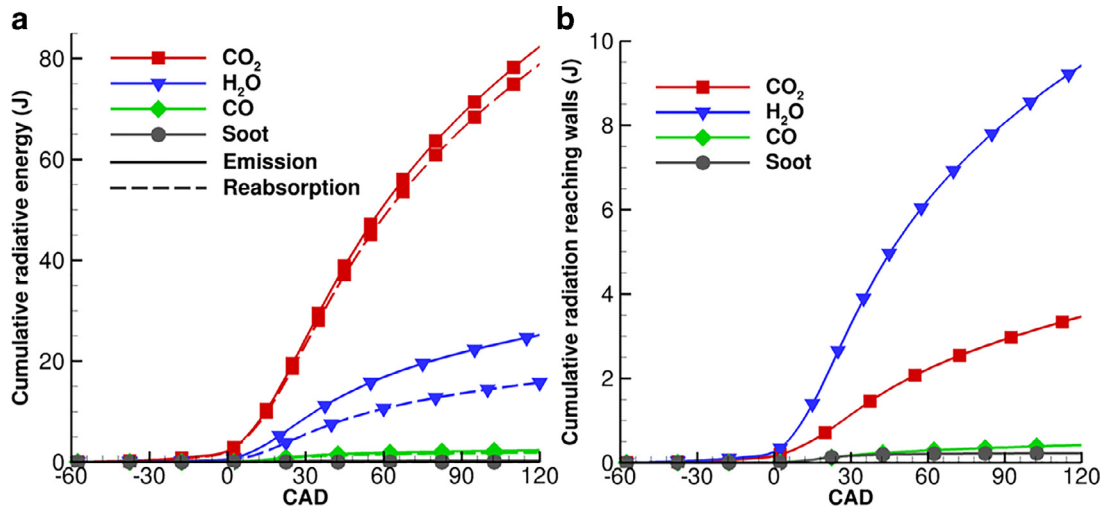 a
Cumulative radiative energy (J)
80
60
40
20
0
-60
-30
0
30
60
90
120
CAD
CO₂
H₂O
CO
Soot
Emission
Reabsorption
b
Cumulative radiation reaching walls (J)
10
8
6
4
2
0
-60
-30
0
30
60
90
120
CAD
CO₂
H₂O
CO
Soot